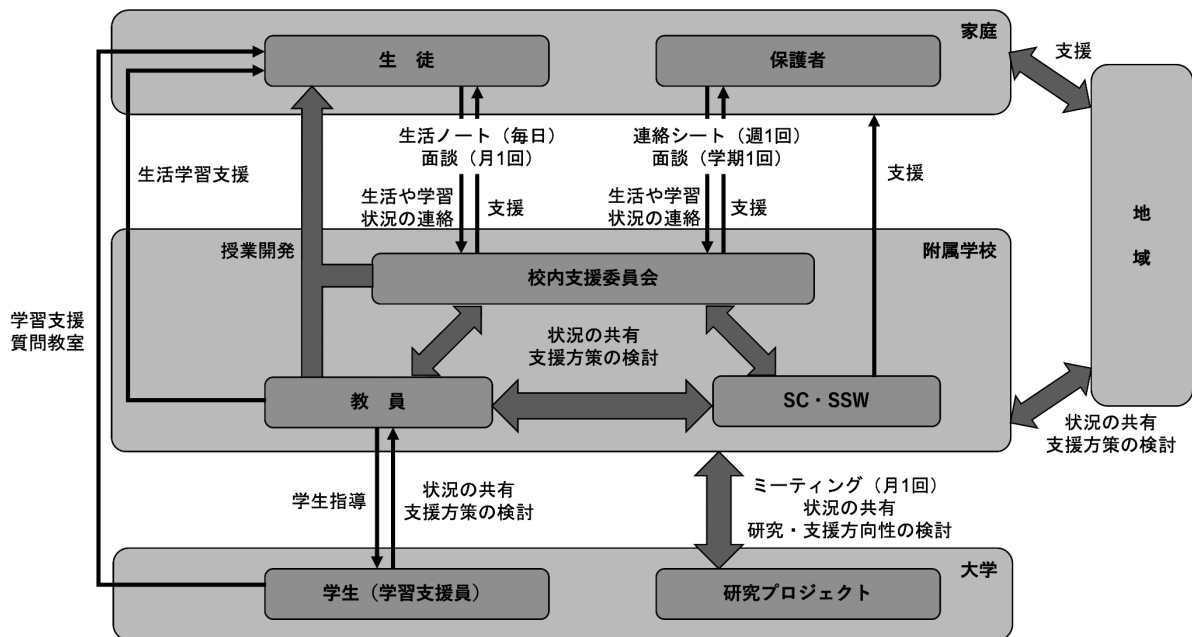 家庭
生　徒
保護者
支援
生活ノート（毎日）
面談（月1回）
連絡シート（週1回）
面談（学期1回）
生活学習支援
生活や学習
状況の連絡
支援
生活や学習
状況の連絡
支援
支援
地
域
授業開発
附属学校
校内支援委員会
学習支援
質問教室
状況の共有
支援方策の検討
教　員
SC・SSW
状況の共有
支援方策の検討
学生指導
状況の共有
支援方策の検討
ミーティング（月1回）
状況の共有
研究・支援方向性の検討
大学
学生（学習支援員）
研究プロジェクト